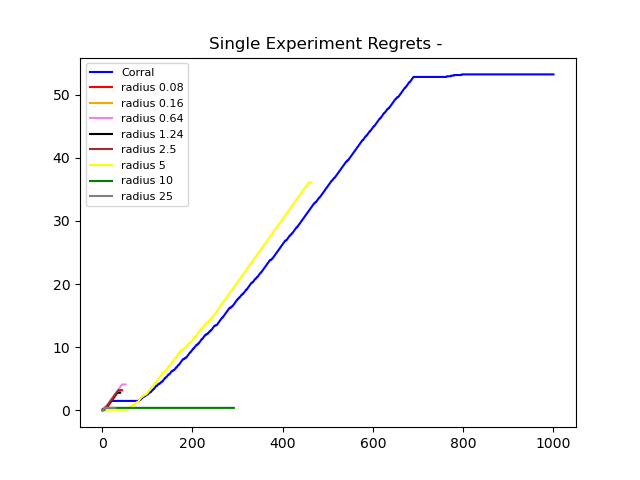 Single Experiment Regrets -
Corral
radius 0.08
radius 0.16
radius 0.64
radius 1.24
radius 2.5
radius 5
radius 10
radius 25
50
40
30
20
10
0
0 200 400 600 800 1000